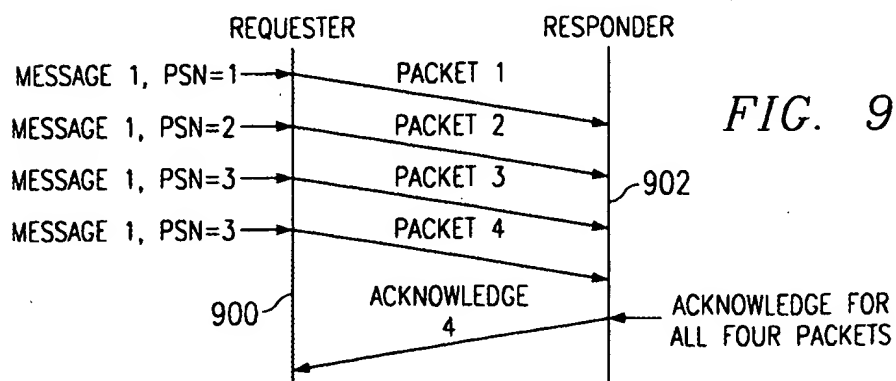 REQUESTER RESPONDER
MESSAGE 1, PSN=1 PACKET 1
MESSAGE 1, PSN=2 PACKET 2
FIG. 9
MESSAGE 1, PSN=3 PACKET 3
902
MESSAGE 1, PSN=3 PACKET 4
900
ACKNOWLEDGE
4
ACKNOWLEDGE FOR
ALL FOUR PACKETS